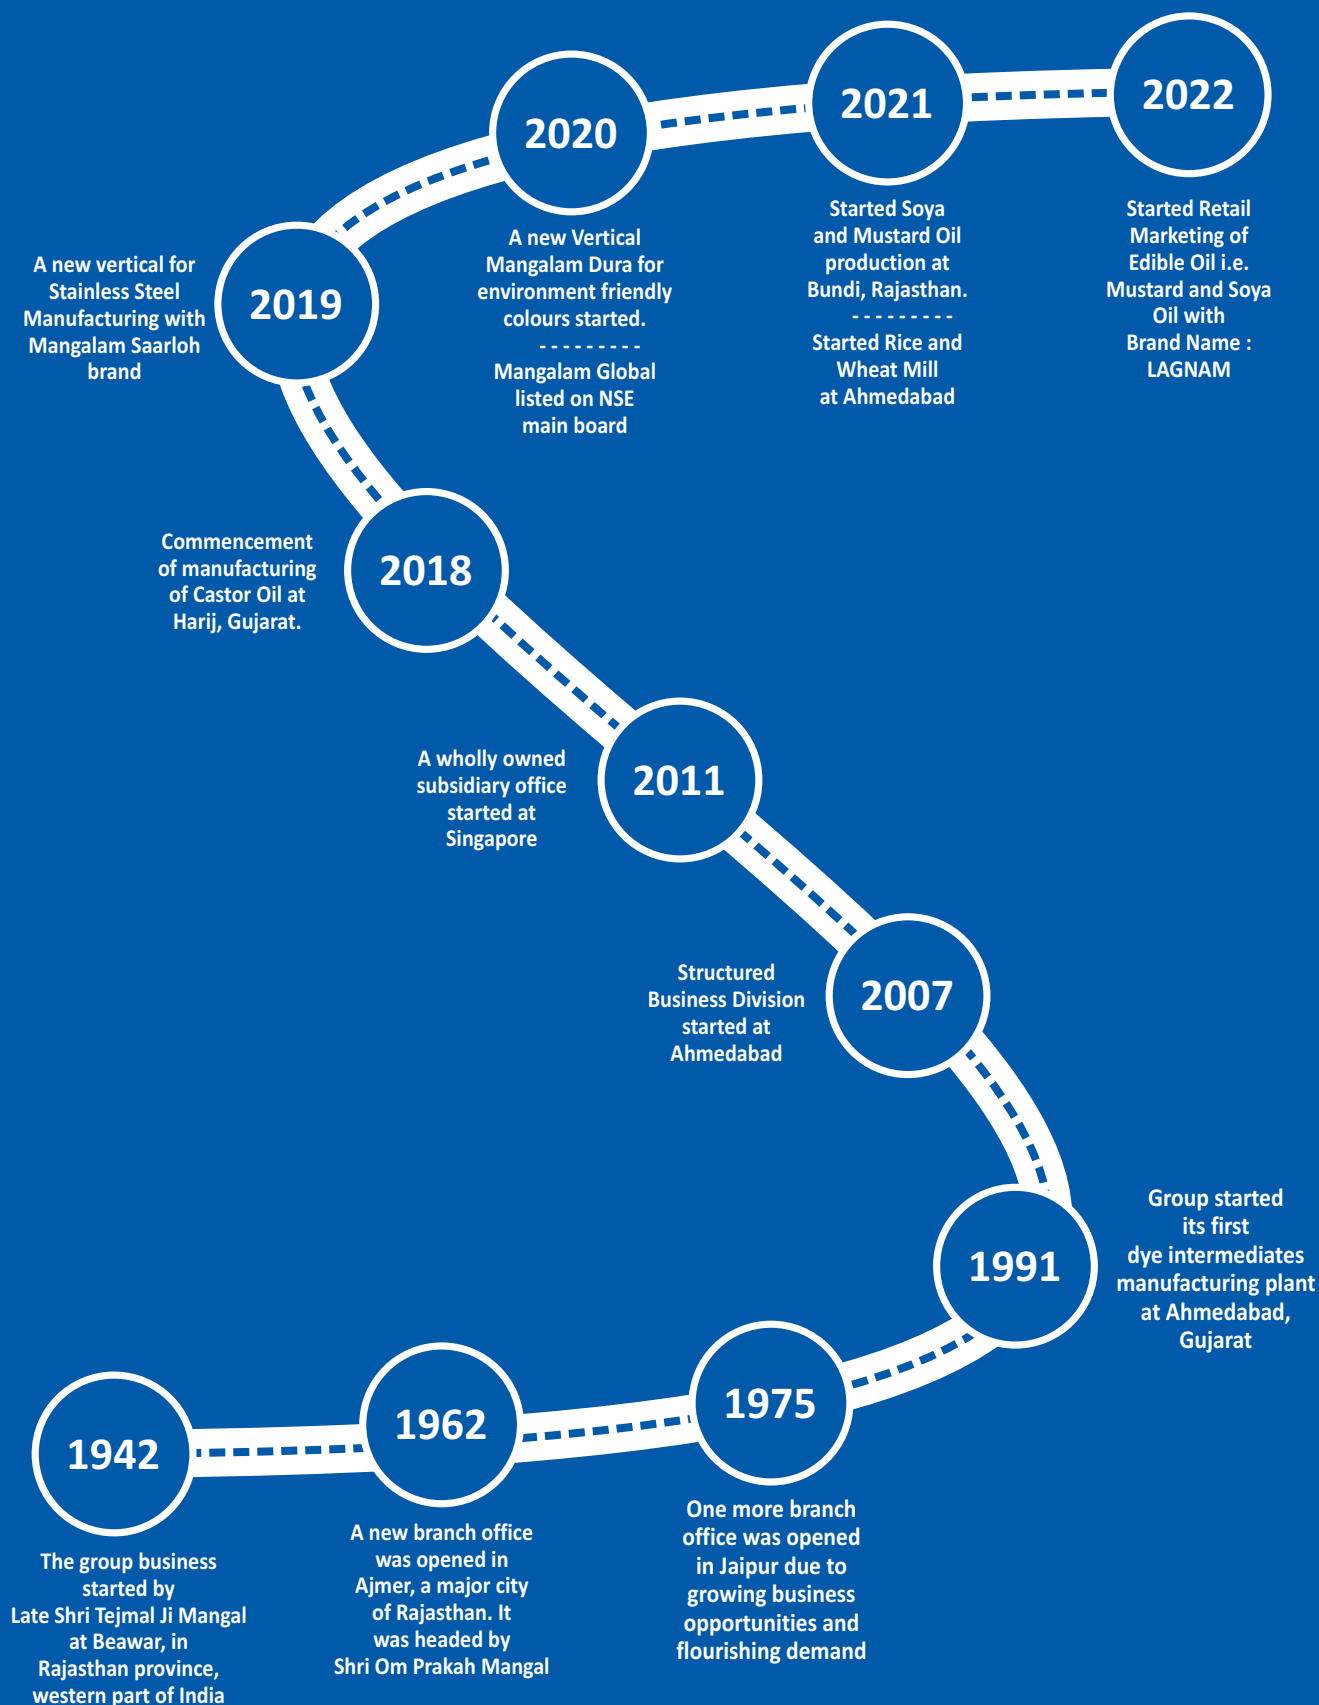 2022
Started Retail
Marketing of
Edible Oil i.e.
Mustard and Soya
Oil with
Brand Name :
LAGNAM
2021
Started Soya
and Mustard Oil
production at
Bundi, Rajasthan.
- - - - - - - - -
Started Rice and
Wheat Mill
at Ahmedabad
2020
A new Vertical
Mangalam Dura for
environment friendly
colours started.
- - - - - - - - -
Mangalam Global
listed on NSE
main board
2019
A new vertical for
Stainless Steel
Manufacturing with
Mangalam Saarloh
brand
2018
Commencement
of manufacturing
of Castor Oil at
Harij, Gujarat.
2011
A wholly owned
subsidiary office
started at
Singapore
2007
Structured
Business Division
started at
Ahmedabad
1991
Group started
its first
dye intermediates
manufacturing plant
at Ahmedabad,
Gujarat
1975
One more branch
office was opened
in Jaipur due to
growing business
opportunities and
flourishing demand
1962
A new branch office
was opened in
Ajmer, a major city
of Rajasthan. It
was headed by
Shri Om Prakah Mangal
1942
The group business
started by
Late Shri Tejmal Ji Mangal
at Beawar, in
Rajasthan province,
western part of India